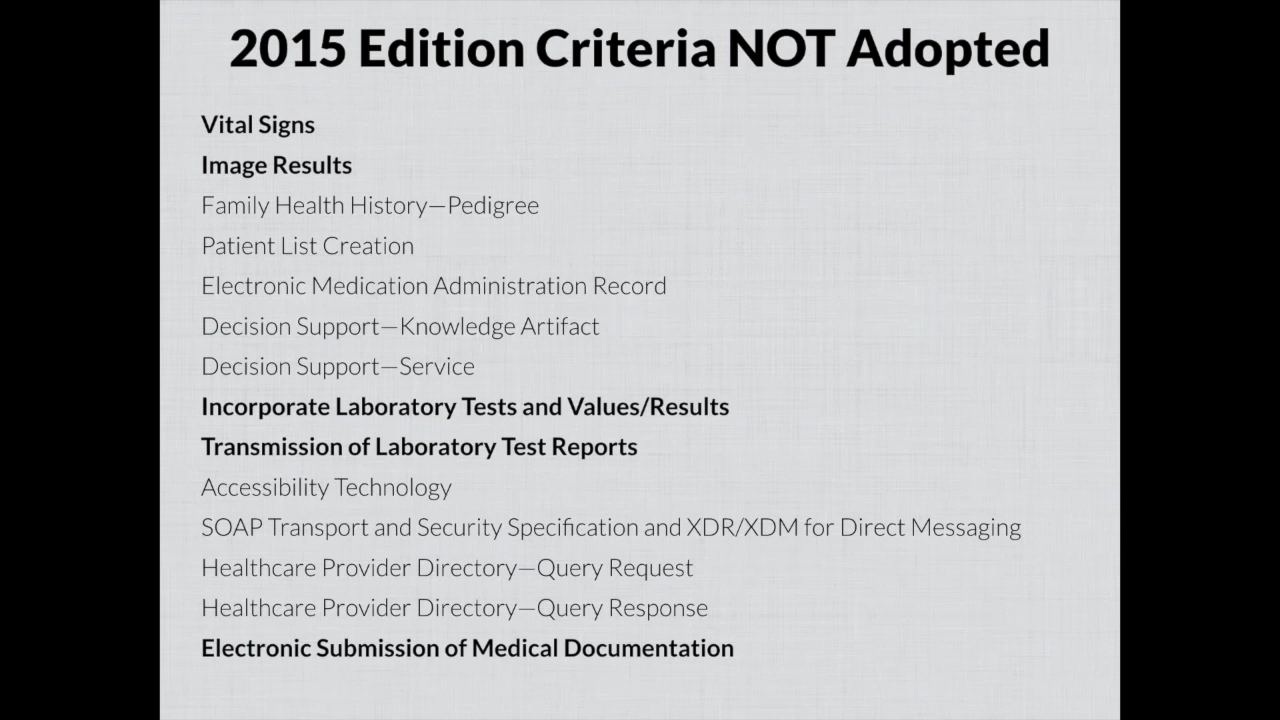 2015 Edition Criteria NOT Adopted
Vital Signs
Image Results
Family Health History—Pedigree
Patient List Creation
Electronic Medication Administration Record
Decision Support—Knowledge Artifact
Decision Support—Service
Incorporate Laboratory Tests and Values/Results
Transmission of Laboratory Test Reports
Accessibility Technology
SOAP Transport and Security Specification and XDR/XDM for Direct Messaging
Healthcare Provider Directory—Query Request
Healthcare Provider Directory—Query Response
Electronic Submission of Medical Documentation